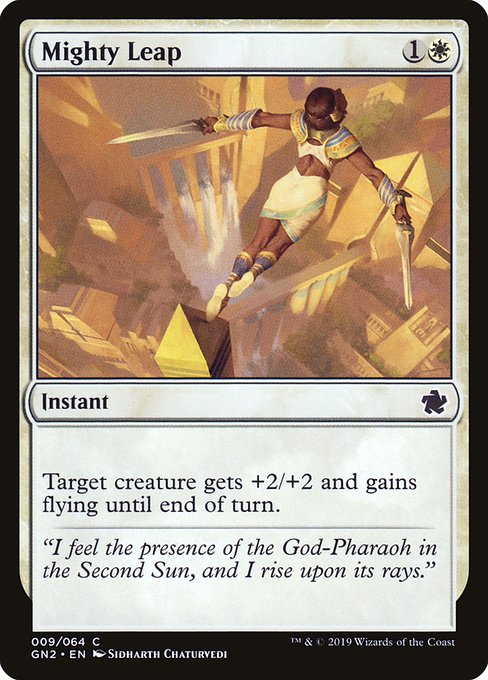 Mighty Leap 1
Instant
Target creature gets +2/+2 and gains
flying until end of turn.
“I feel the presence of the God-Pharaoh in
the Second Sun, and I rise upon its rays.”
009/064 C
™ & © 2019 Wizards of the Coast
GN2 • EN Sidharth Chaturvedi